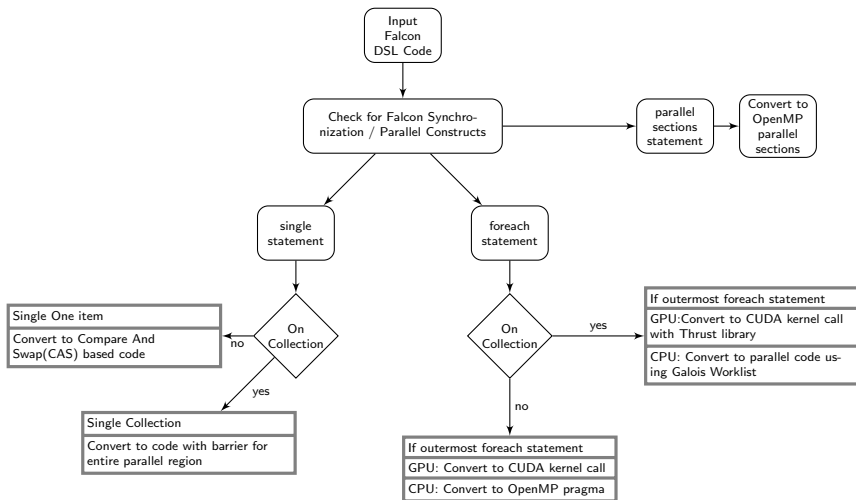 Input
Falcon
DSL Code
Check for Falcon Synchro-
nization / Parallel Constructs
parallel
sections
statement
Convert to
OpenMP
parallel
sections
single
statement
foreach
statement
On
Collection
no
yes
Single One item
Convert to Compare And
Swap(CAS) based code
Single Collection
Convert to code with barrier for
entire parallel region
On
Collection
yes
no
If outermost foreach statement
GPU:Convert to CUDA kernel call
with Thrust library
CPU: Convert to parallel code us-
ing Galois Worklist
If outermost foreach statement
GPU: Convert to CUDA kernel call
CPU: Convert to OpenMP pragma